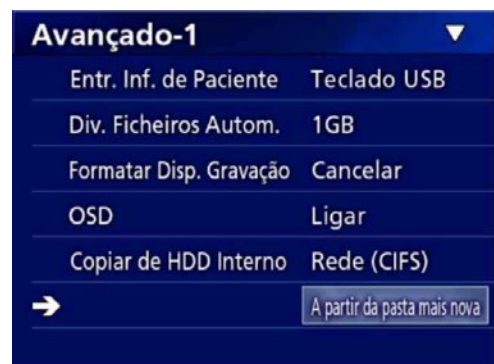 Avançado-1
Entr. Inf. de Paciente Teclado USB
Div. Ficheiros Autom. 1GB
Formatar Disp. Gravação Cancelar
OSD Ligar
Copiar de HDD Interno Rede (CIFS)
A partir da pasta mais nova